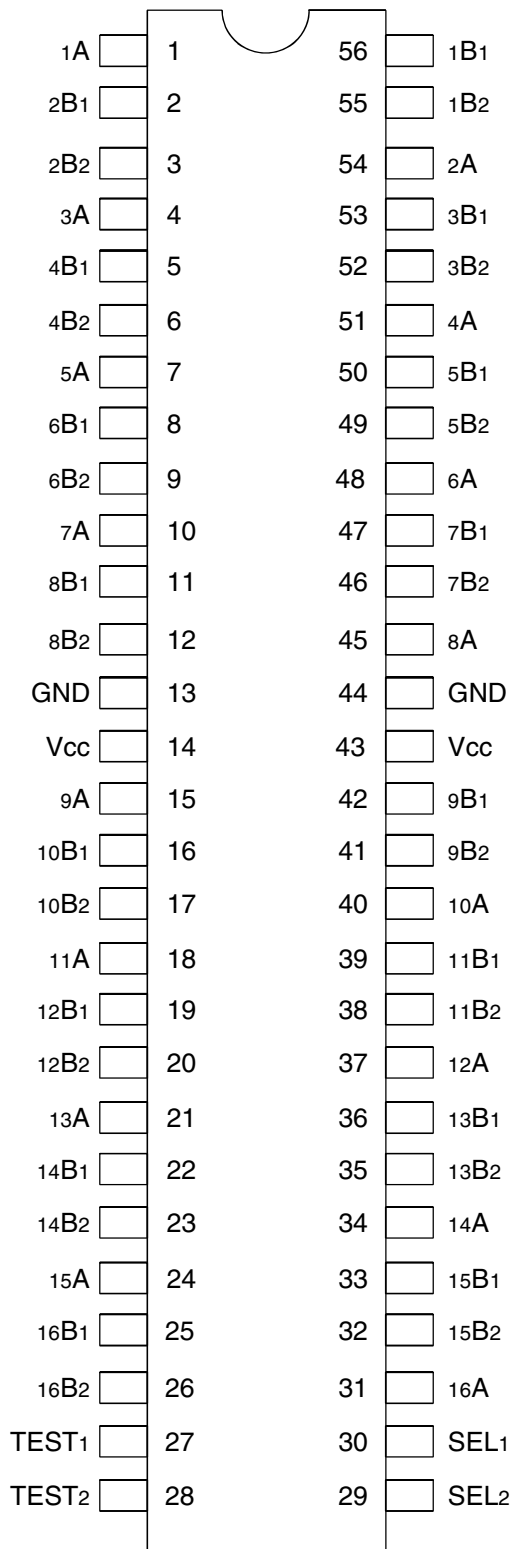 1A 1 56 1B1
2B1 2 55 1B2
2B2 3 54 2A
3A 4 53 3B1
4B1 5 52 3B2
4B2 6 51 4A
5A 7 50 5B1
6B1 8 49 5B2
6B2 9 48 6A
7A 10 47 7B1
8B1 11 46 7B2
8B2 12 45 8A
GND 13 44 GND
Vcc 14 43 Vcc
9A 15 42 9B1
10B1 16 41 9B2
10B2 17 40 10A
11A 18 39 11B1
12B1 19 38 11B2
12B2 20 37 12A
13A 21 36 13B1
14B1 22 35 13B2
14B2 23 34 14A
15A 24 33 15B1
16B1 25 32 15B2
16B2 26 31 16A
TEST1 27 30 SEL1
TEST2 28 29 SEL2